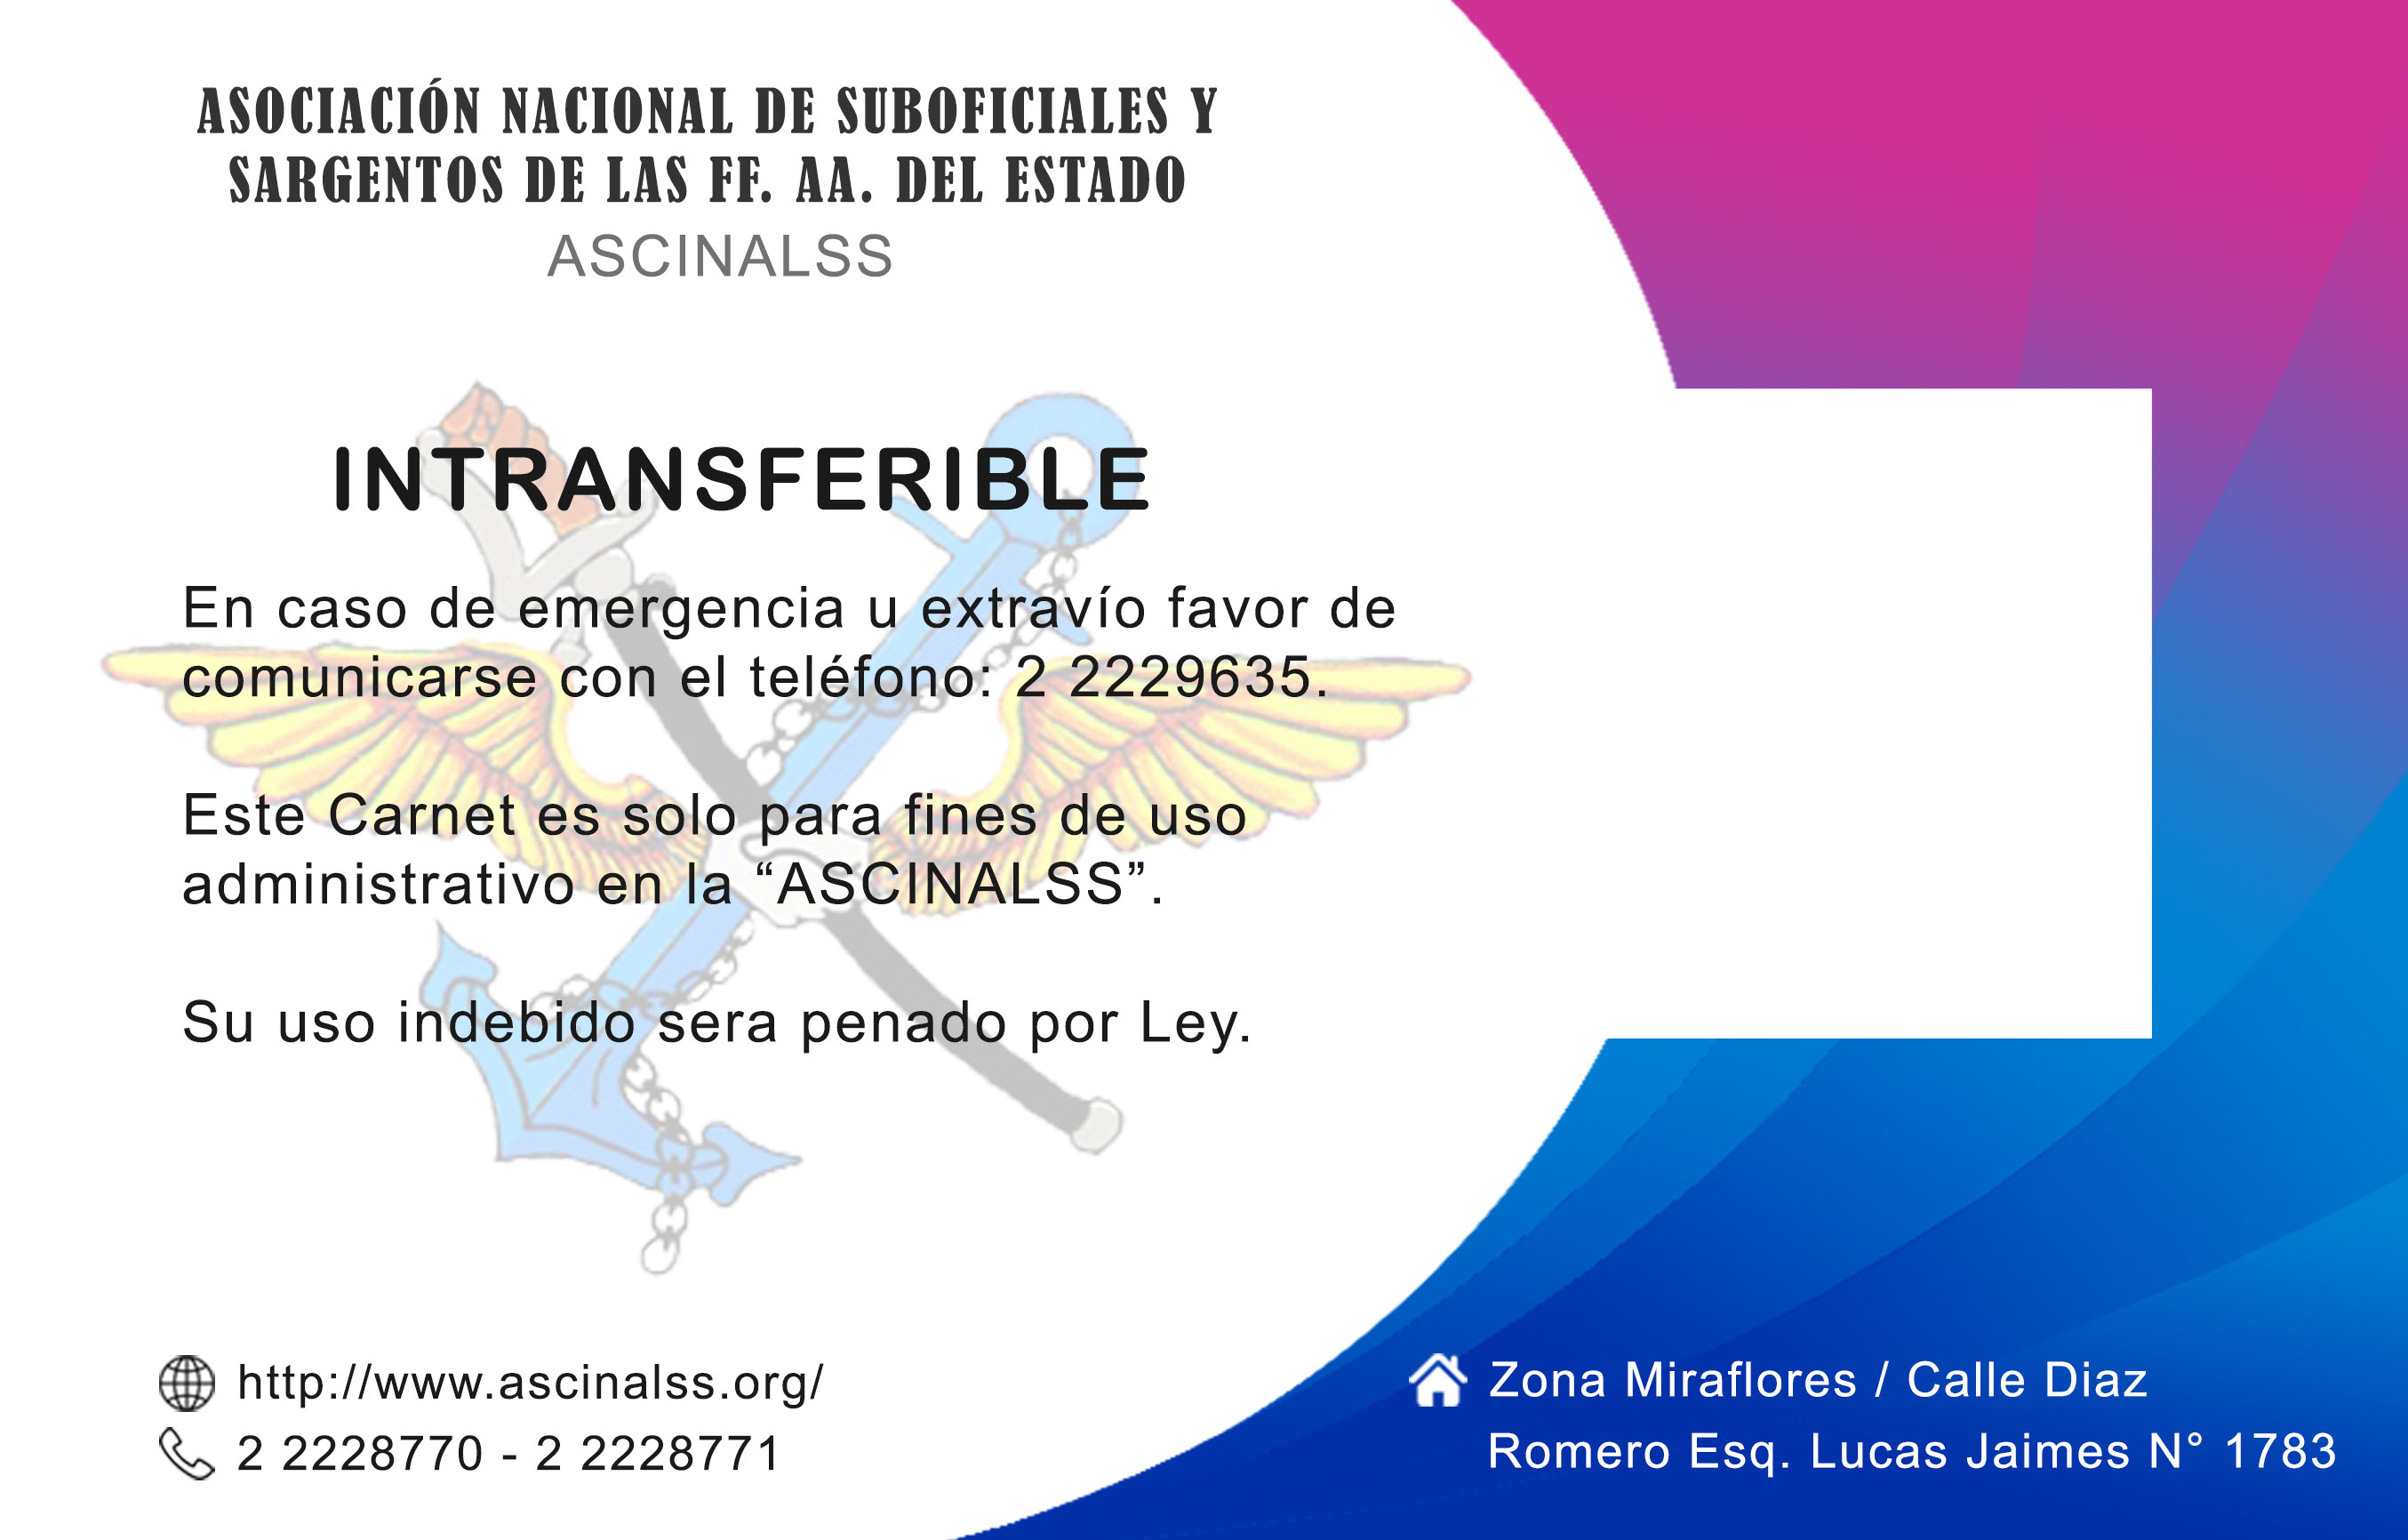 ASOCIACIÓN NACIONAL DE SUBOFICIALES Y
SARGENTOS DE LAS FF. AA. DEL ESTADO
ASCINALSS
INTRANSFERIBLE
En caso de emergencia u extravío favor de
comunicarse con el teléfono: 2 2229635.
Este Carnet es solo para fines de uso
administrativo en la “ASCINALSS”.
Su uso indebido sera penado por Ley.
http://www.ascinalss.org/
2 2228770 - 2 2228771
Zona Miraflores / Calle Diaz
Romero Esq. Lucas Jaimes N° 1783